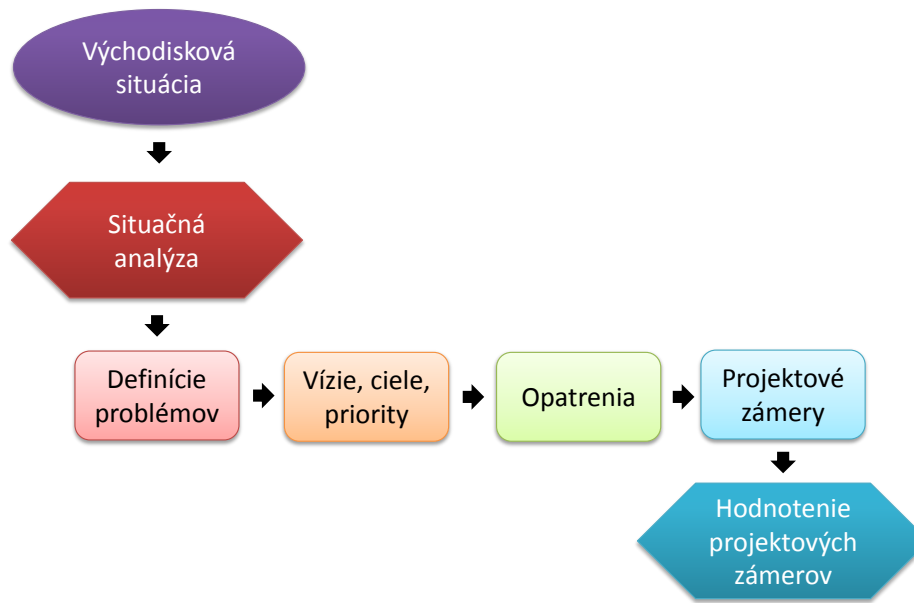 Východisková
situácia
Situačná
analýza
Definície
problémov
Vízie, ciele,
priority
Opatrenia
Projektové
zámery
Hodnotenie
projektových
zámerov